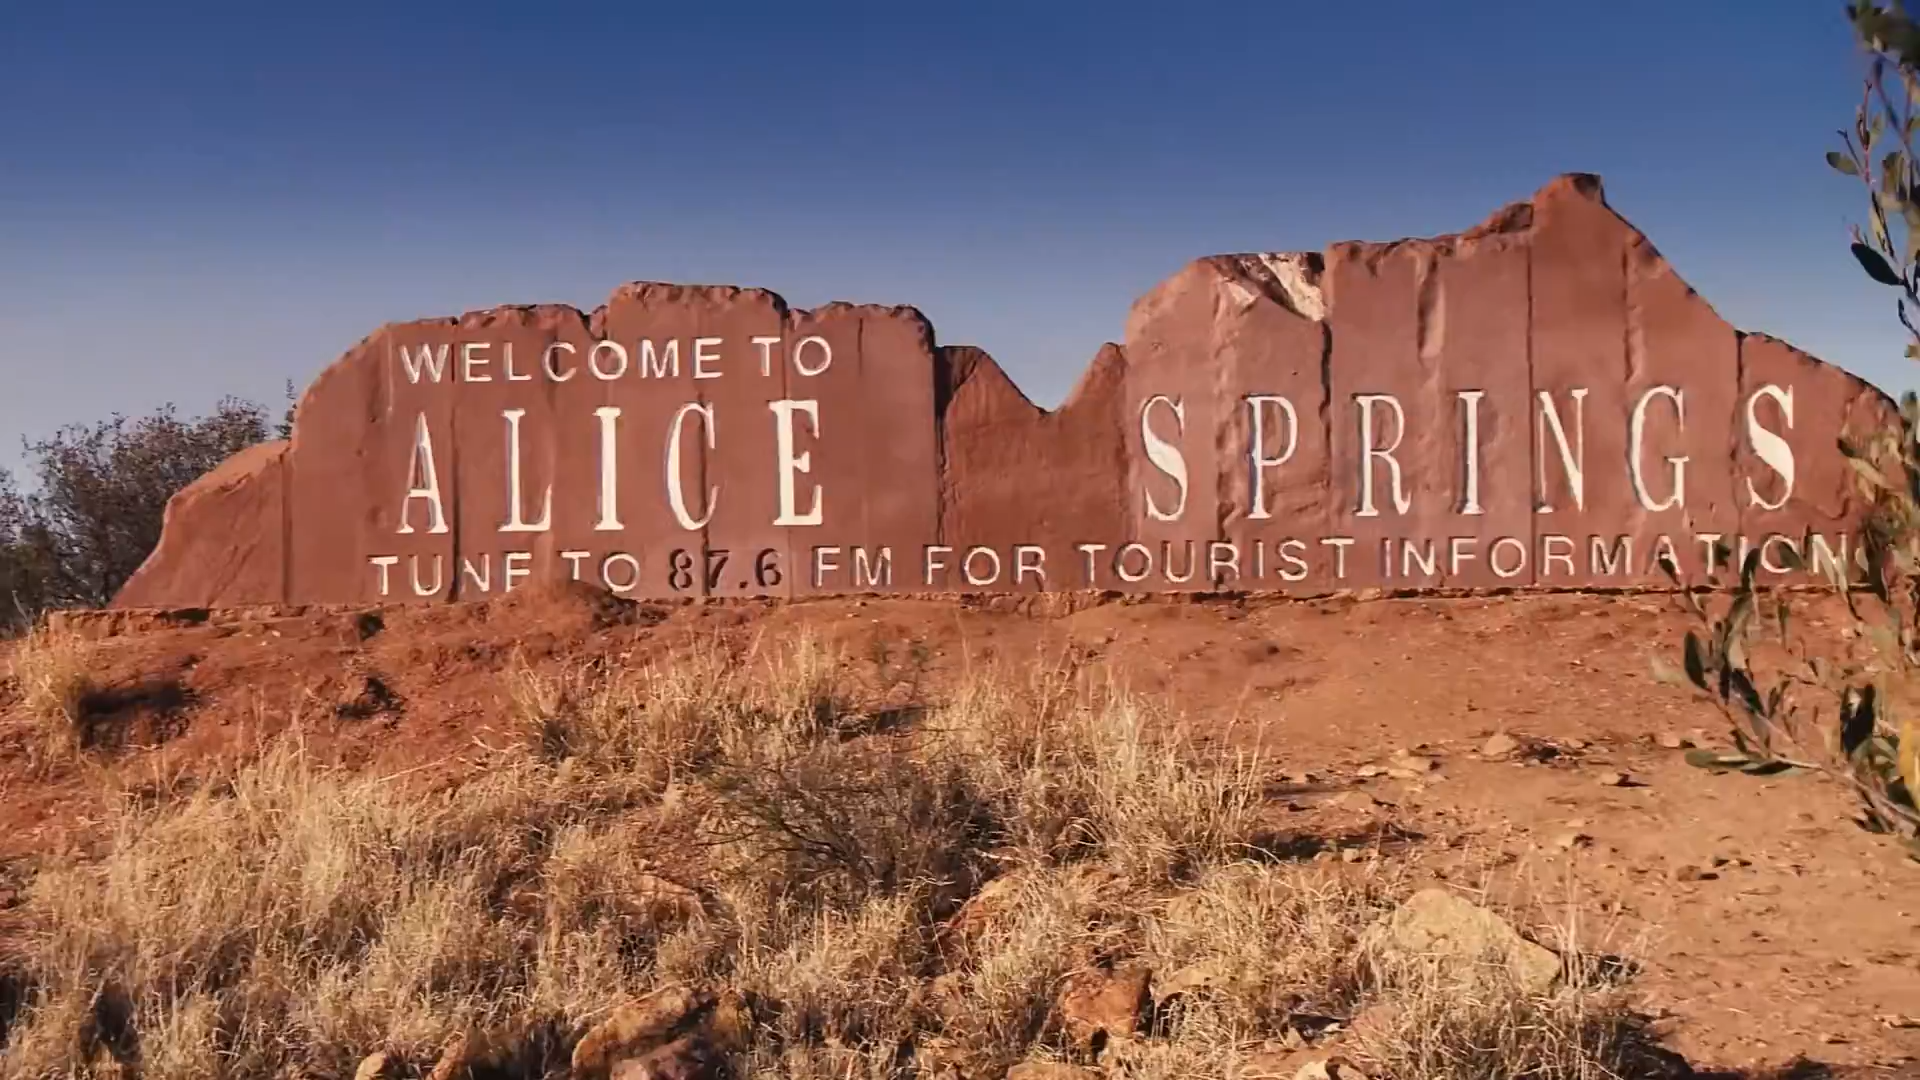 WELCOME TO
ALICE SPRINGS
TUNE TO 87.6 FM FOR TOURIST INFORMATION